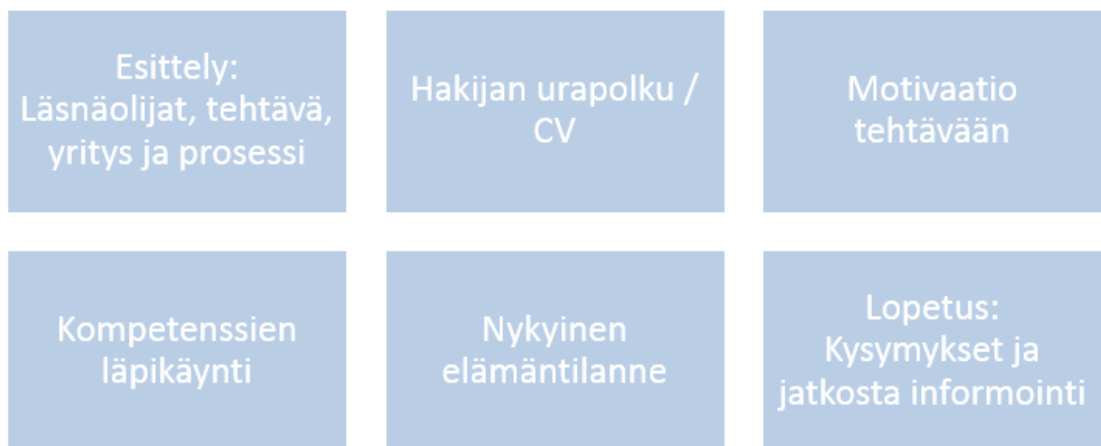 Esittely:
Läsnäolijat, tehtävä,
yritys ja prosessi
Hakijan urapolku /
CV
Motivaatio
tehtävään
Kompetenssien
läpikäynti
Nykyinen
elämäntilanne
Lopetus:
Kysymykset ja
jatkosta informointi